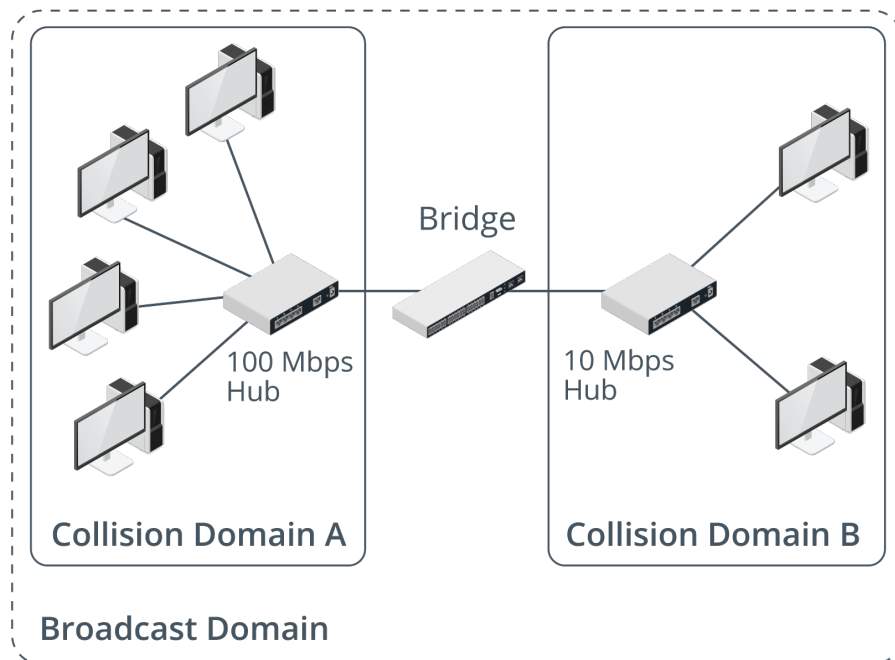 Bridge
100 Mbps
Hub
10 Mbps
Hub
Collision Domain A
Collision Domain B
Broadcast Domain